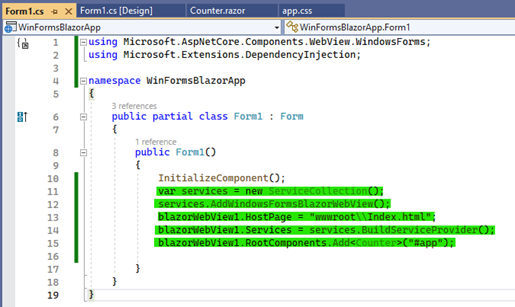 Form1.cs Form1.cs [Design] Counter.razor app.css
WinFormsBlazorApp WinFormsBlazorApp.Form1
1 using Microsoft.AspNetCore.Components.WebView.WindowsForms;
2 using Microsoft.Extensions.DependencyInjection;
3
4 namespace WinFormsBlazorApp
5 {
3 references
6 public partial class Form1 : Form
7 {
1 reference
8 public Form1()
9 {
10 InitializeComponent();
11 var services = new ServiceCollection();
12 services.AddWindowsFormsBlazorWebView();
13 blazorWebView1.HostPage = "wwwroot\\Index.html";
14 blazorWebView1.Services = services.BuildServiceProvider();
15 blazorWebView1.RootComponents.Add<Counter>("#app");
16
17 }
18 }
19 }